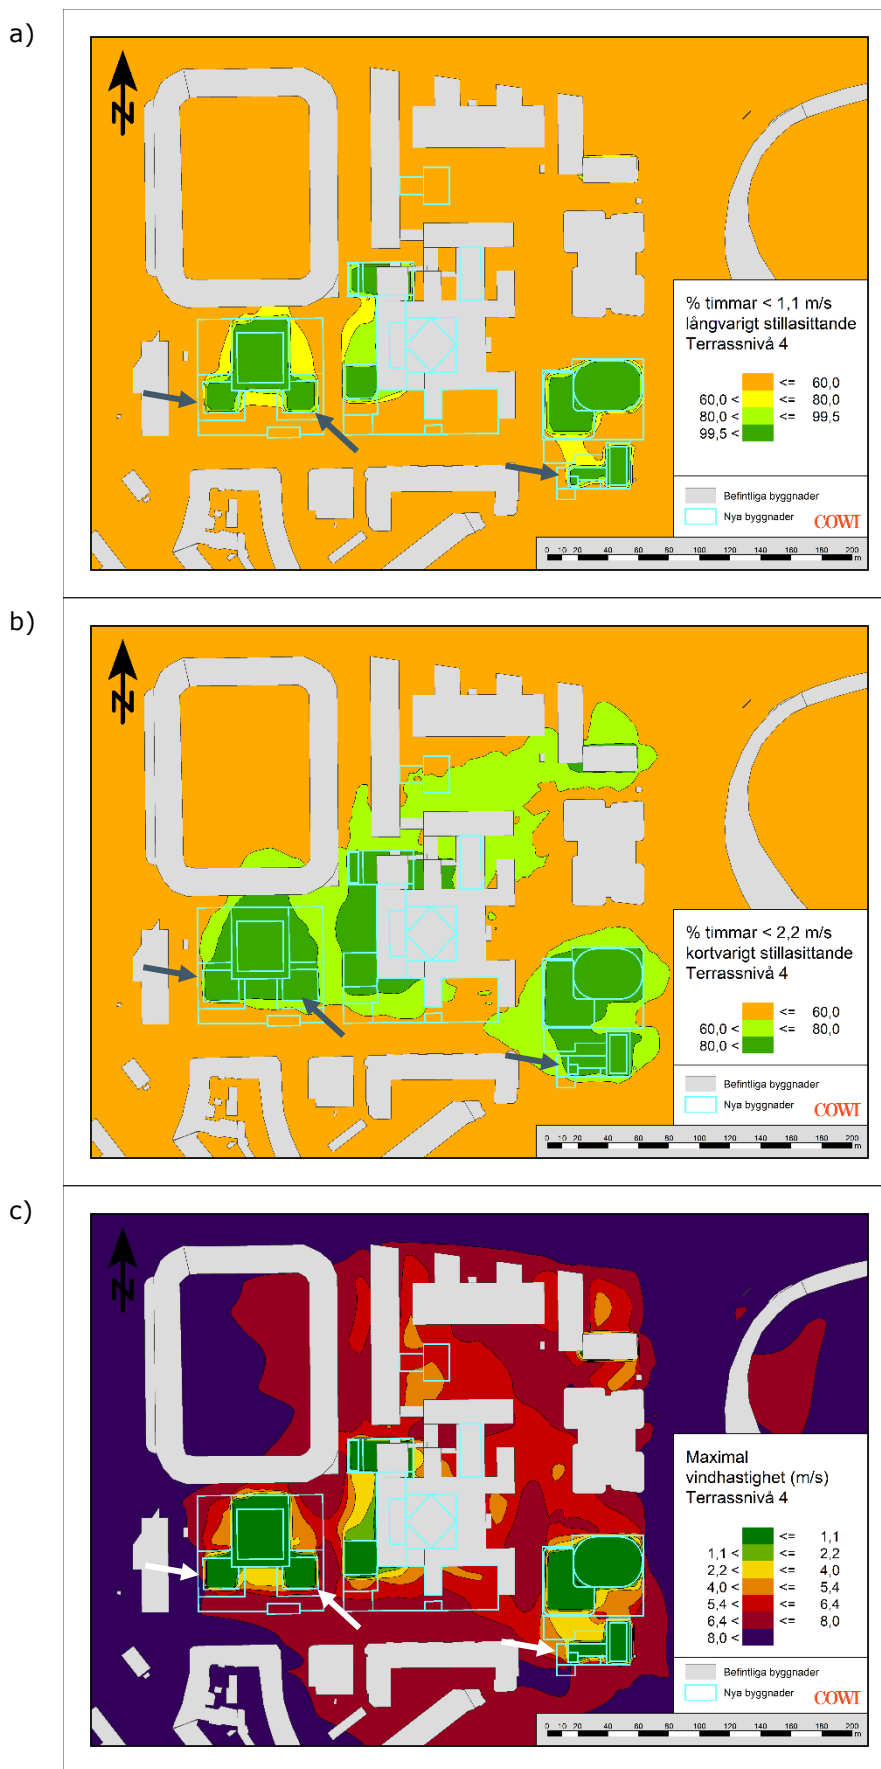 a)
N
% timmar < 1,1 m/s
långvarigt stillasittande
Terrassnivå 4
<= 60,0
60,0 < <= 80,0
80,0 < <= 99,5
99,5 <
Befintliga byggnader
Nya byggnader COWI
0 10 20 40 60 80 100 120 140 160 180 200
m
b)
N
% timmar < 2,2 m/s
kortvarigt stillasittande
Terrassnivå 4
<= 60,0
60,0 < <= 80,0
80,0 <
Befintliga byggnader
Nya byggnader COWI
0 10 20 40 60 80 100 120 140 160 180 200
m
c)
N
Maximal
vindhastighet (m/s)
Terrassnivå 4
<= 1,1
1,1 < <= 2,2
2,2 < <= 4,0
4,0 < <= 5,4
5,4 < <= 6,4
6,4 < <= 8,0
8,0 <
Befintliga byggnader
Nya byggnader COWI
0 10 20 40 60 80 100 120 140 160 180 200
m